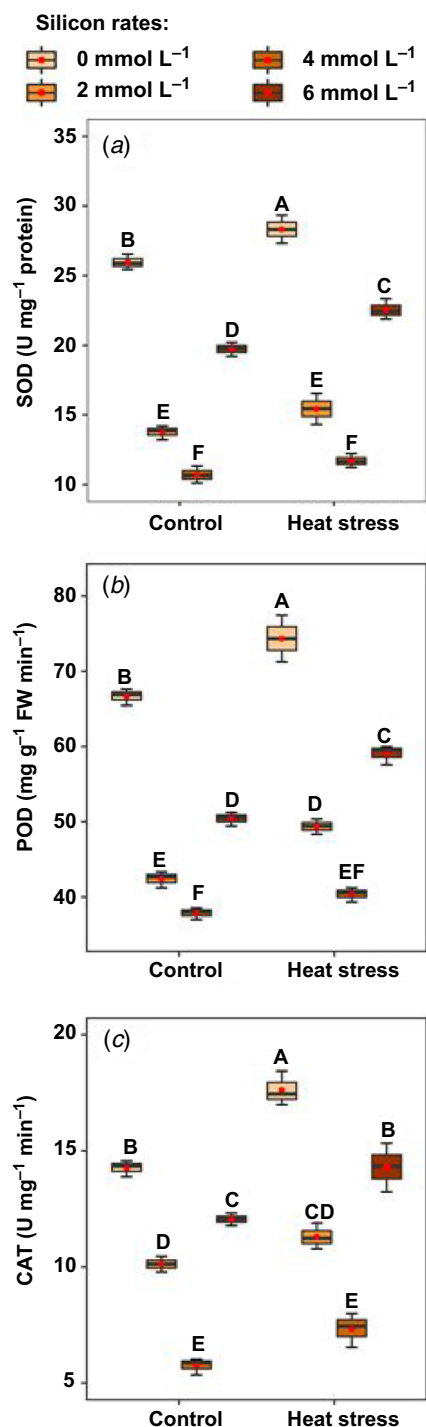 Silicon rates:
0 mmol L⁻¹ 4 mmol L⁻¹
2 mmol L⁻¹ 6 mmol L⁻¹
(a)
SOD (U mg⁻¹ protein)
35
30
25
20
15
10
B E F D A E F C
Control Heat stress
(b)
POD (mg g⁻¹ FW min⁻¹)
80
70
60
50
40
B E F D A D EF C
Control Heat stress
(c)
CAT (U mg⁻¹ min⁻¹)
20
15
10
5
B D E C A CD E B
Control Heat stress